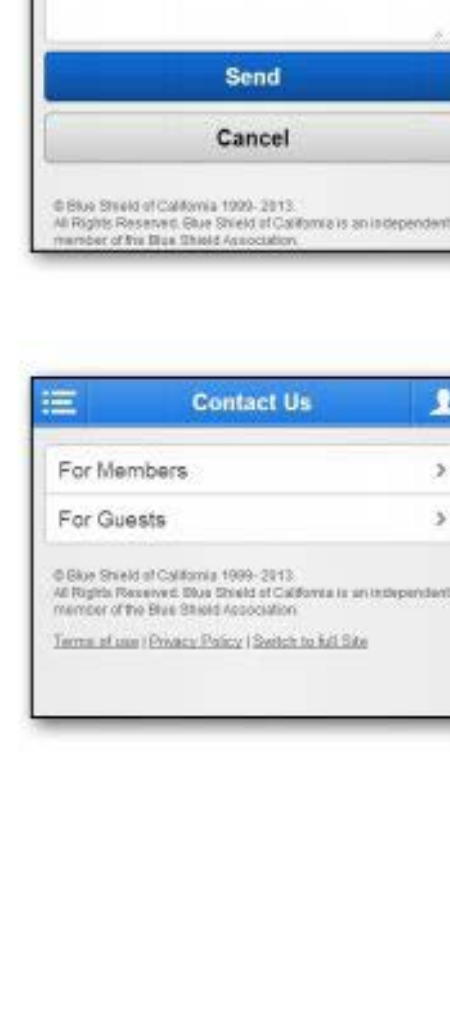 Send
Cancel
© Blue Shield of California 1999- 2013.
All Rights Reserved. Blue Shield of California is an independent
member of the Blue Shield Association.
Contact Us
For Members
For Guests
© Blue Shield of California 1999- 2013.
All Rights Reserved. Blue Shield of California is an independent
member of the Blue Shield Association.
Terms of use | Privacy Policy | Switch to full Site